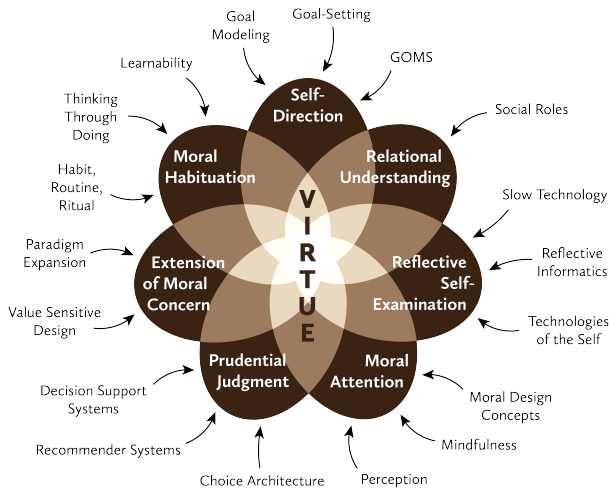 Goal
Modeling
Goal-Setting
GOMS
Learnability
Thinking
Through
Doing
Habit,
Routine,
Ritual
Paradigm
Expansion
Value Sensitive
Design
Decision Support
Systems
Recommender Systems
Choice Architecture
Perception
Mindfulness
Moral Design
Concepts
Technologies
of the Self
Reflective
Informatics
Slow Technology
Social Roles
Self-
Direction
Relational
Understanding
Reflective
Self-
Examination
Moral
Attention
Prudential
Judgment
Extension
of Moral
Concern
Moral
Habituation
VIRTUE